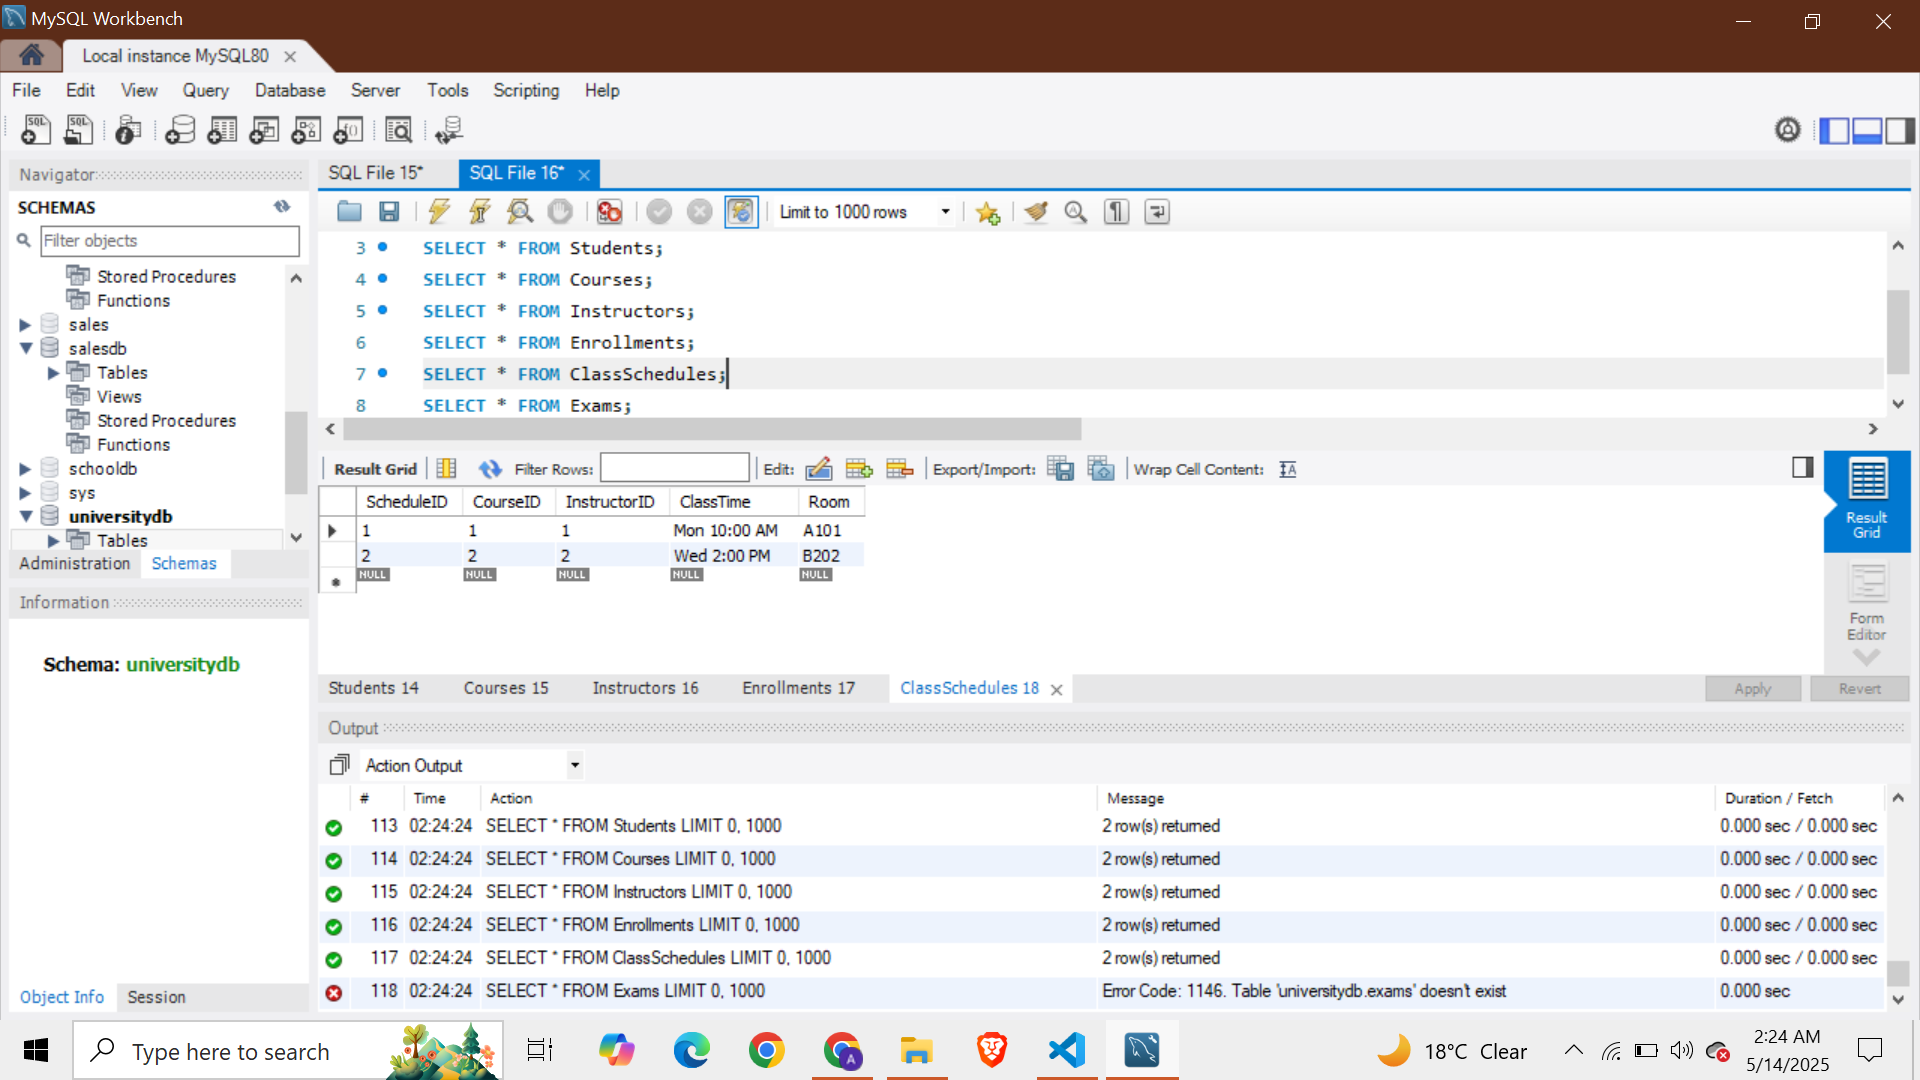 MySQL Workbench
Local instance MySQL80
File Edit View Query Database Server Tools Scripting Help
Navigator
SCHEMAS
Filter objects
Stored Procedures
Functions
sales
salesdb
Tables
Views
Stored Procedures
Functions
schooldb
sys
universitydb
Tables
Administration Schemas
Information
Schema: universitydb
Object Info Session
SQL File 15* SQL File 16*
Limit to 1000 rows
3 SELECT * FROM Students;
4 SELECT * FROM Courses;
5 SELECT * FROM Instructors;
6 SELECT * FROM Enrollments;
7 SELECT * FROM ClassSchedules;
8 SELECT * FROM Exams;
Result Grid Filter Rows: Edit: Export/Import: Wrap Cell Content:
ScheduleID CourseID InstructorID ClassTime Room
1 1 1 Mon 10:00 AM A101
2 2 2 Wed 2:00 PM B202
NULL NULL NULL NULL NULL
Result
Grid
Form
Editor
Students 14 Courses 15 Instructors 16 Enrollments 17 ClassSchedules 18
Apply Revert
Output
Action Output
# Time Action Message Duration / Fetch
113 02:24:24 SELECT * FROM Students LIMIT 0, 1000 2 row(s) returned 0.000 sec / 0.000 sec
114 02:24:24 SELECT * FROM Courses LIMIT 0, 1000 2 row(s) returned 0.000 sec / 0.000 sec
115 02:24:24 SELECT * FROM Instructors LIMIT 0, 1000 2 row(s) returned 0.000 sec / 0.000 sec
116 02:24:24 SELECT * FROM Enrollments LIMIT 0, 1000 2 row(s) returned 0.000 sec / 0.000 sec
117 02:24:24 SELECT * FROM ClassSchedules LIMIT 0, 1000 2 row(s) returned 0.000 sec / 0.000 sec
118 02:24:24 SELECT * FROM Exams LIMIT 0, 1000 Error Code: 1146. Table 'universitydb.exams' doesn't exist 0.000 sec
Type here to search
18°C Clear
2:24 AM
5/14/2025